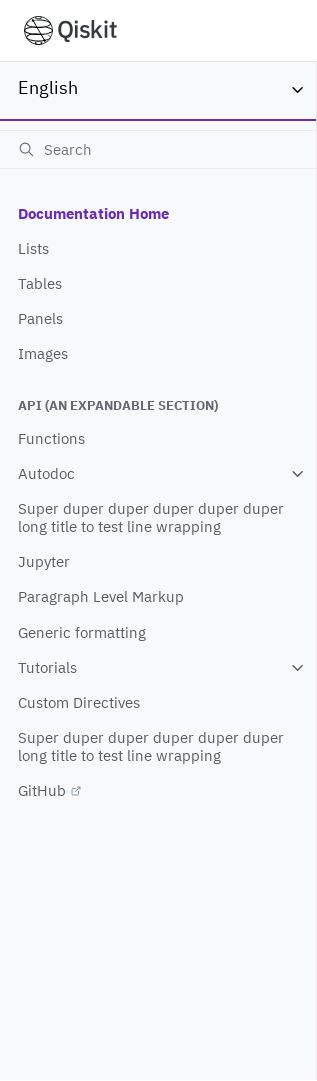 Qiskit
English
Search
Documentation Home
Lists
Tables
Panels
Images
API (AN EXPANDABLE SECTION)
Functions
Autodoc
Super duper duper duper duper duper
long title to test line wrapping
Jupyter
Paragraph Level Markup
Generic formatting
Tutorials
Custom Directives
Super duper duper duper duper duper
long title to test line wrapping
GitHub